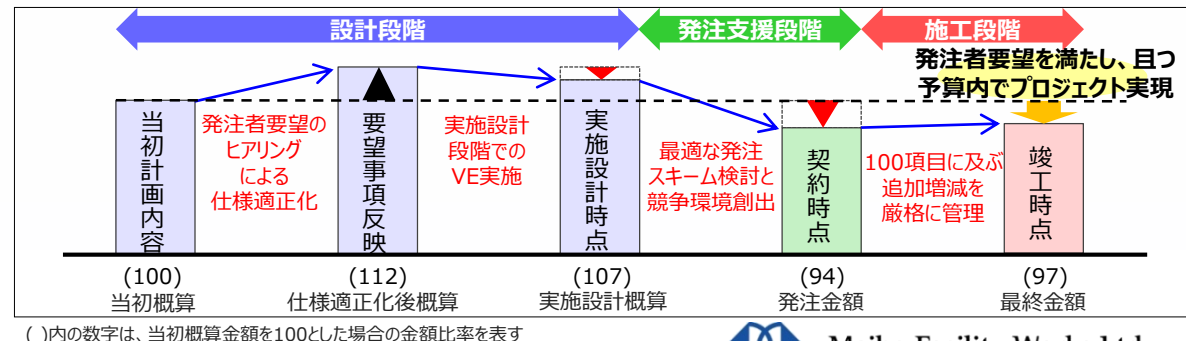 設計段階
発注支援段階
施工段階
発注者要望を満たし、且つ
予算内でプロジェクト実現
当初計画内容
発注者要望の
ヒアリング
による
仕様適正化
要望事項反映
実施設計
段階での
VE実施
実施設計時点
最適な発注
スキーム検討と
競争環境創出
契約時点
100項目に及ぶ
追加増減を
厳格に管理
竣工時点
(100)
当初概算
(112)
仕様適正化後概算
(107)
実施設計概算
(94)
発注金額
(97)
最終金額
( )内の数字は、当初概算金額を100とした場合の金額比率を表す